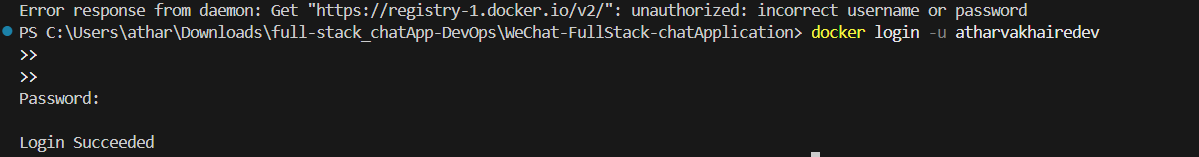 Error response from daemon: Get "https://registry-1.docker.io/v2/": unauthorized: incorrect username or password
PS C:\Users\athar\Downloads\full-stack_chatApp-DevOps\WeChat-FullStack-chatApplication> docker login -u atharvakhairedev
>>
>>
Password:
Login Succeeded